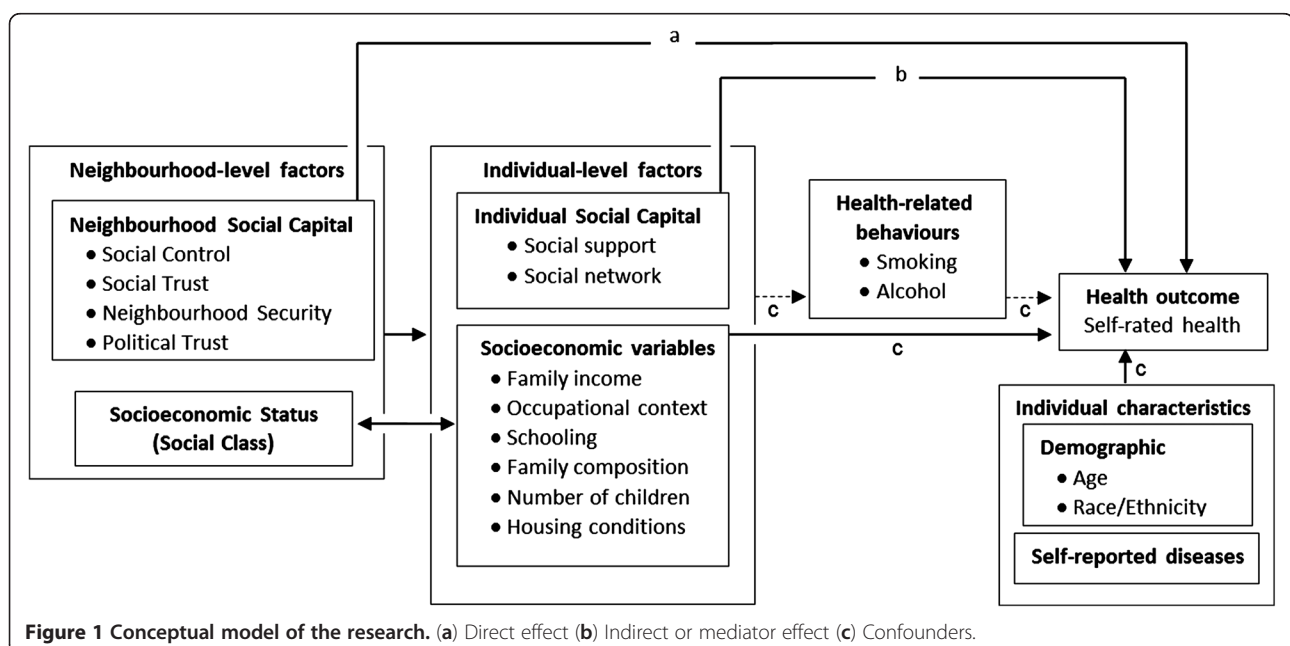 a
b
Neighbourhood-level factors
Neighbourhood Social Capital
● Social Control
● Social Trust
● Neighbourhood Security
● Political Trust
Socioeconomic Status
(Social Class)
Individual-level factors
Individual Social Capital
● Social support
● Social network
Socioeconomic variables
● Family income
● Occupational context
● Schooling
● Family composition
● Number of children
● Housing conditions
c
Health-related
behaviours
● Smoking
● Alcohol
c
c
Health outcome
Self-rated health
c
Individual characteristics
Demographic
● Age
● Race/Ethnicity
Self-reported diseases
Figure 1 Conceptual model of the research. (a) Direct effect (b) Indirect or mediator effect (c) Confounders.